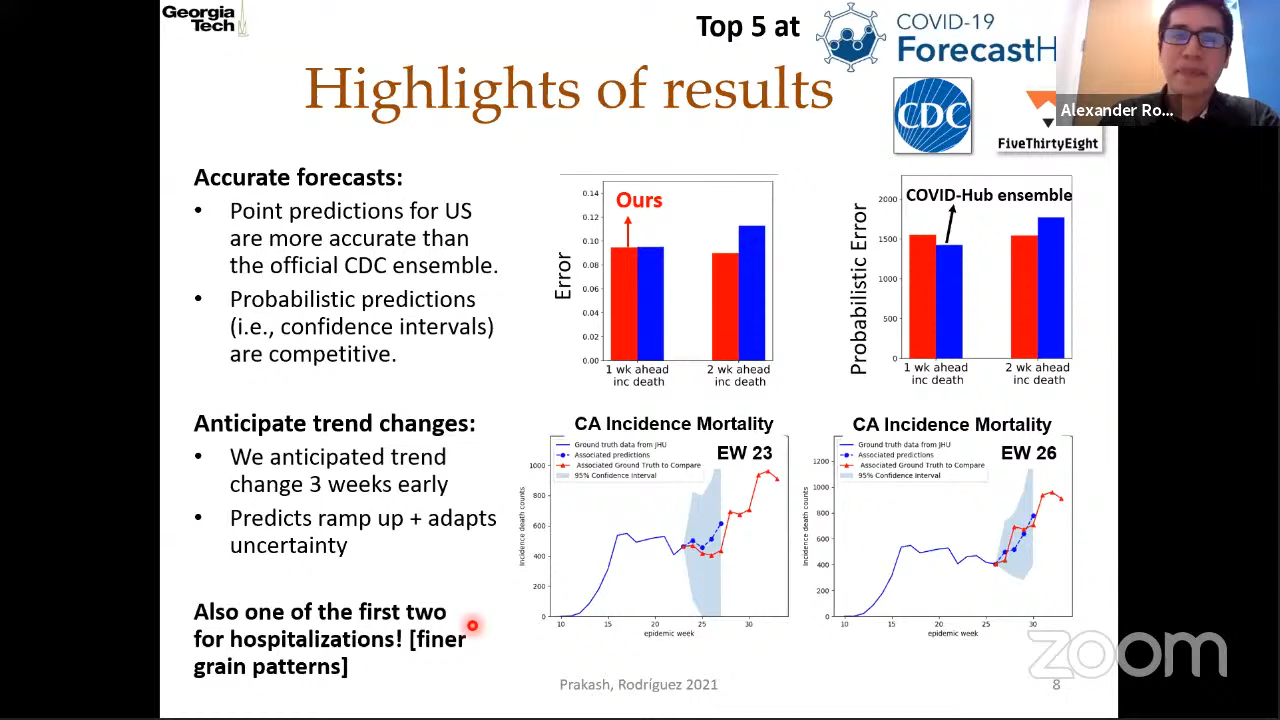 Georgia
Tech
Top 5 at
COVID-19
ForecastH
Highlights of results
CDC
FiveThirtyEight
Alexander Ro...
Accurate forecasts:
• Point predictions for US
are more accurate than
the official CDC ensemble.
• Probabilistic predictions
(i.e., confidence intervals)
are competitive.
Error
0.14
0.12
0.10
0.08
0.06
0.04
0.02
0.00
Ours
1 wk ahead
inc death
2 wk ahead
inc death
Probabilistic Error
COVID-Hub ensemble
2000
1500
1000
500
0
1 wk ahead
inc death
2 wk ahead
inc death
Anticipate trend changes:
• We anticipated trend
change 3 weeks early
• Predicts ramp up + adapts
uncertainty
Also one of the first two
for hospitalizations! [finer
grain patterns]
CA Incidence Mortality
EW 23
Ground truth data from JHU
Associated predictions
Associated Ground Truth to Compare
95% Confidence Interval
Incidence death counts
1000
800
600
400
200
0
10 15 20 25 30
epidemic week
CA Incidence Mortality
EW 26
Ground truth data from JHU
Associated predictions
Associated Ground Truth to Compare
95% Confidence Interval
Incidence death counts
1200
1000
800
600
400
200
0
10 15 20 25 30
epidemic week
Prakash, Rodríguez 2021
8
zoom